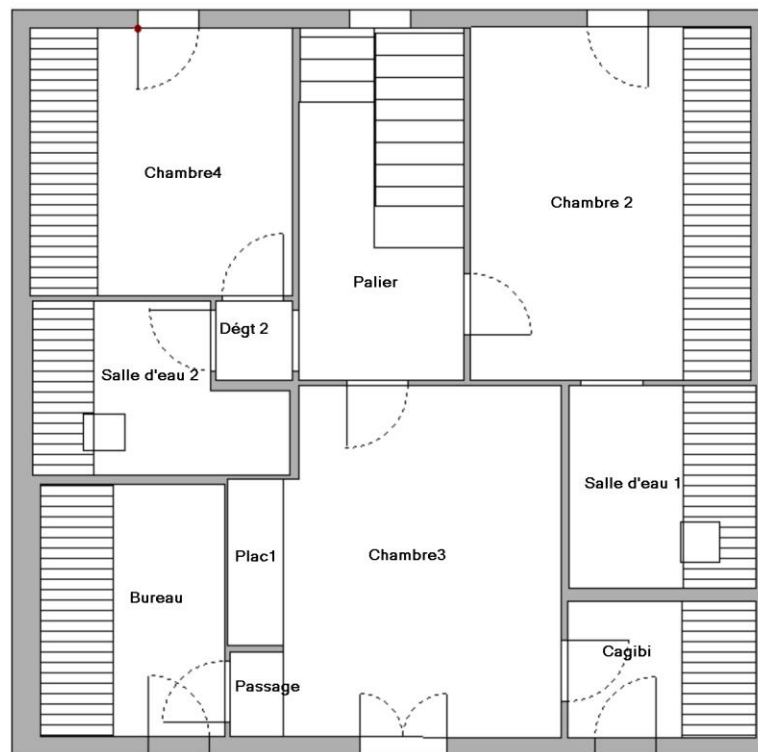 Chambre4
Chambre 2
Palier
Dégt 2
Salle d'eau 2
Salle d'eau 1
Plac1
Chambre3
Bureau
Cagibi
Passage